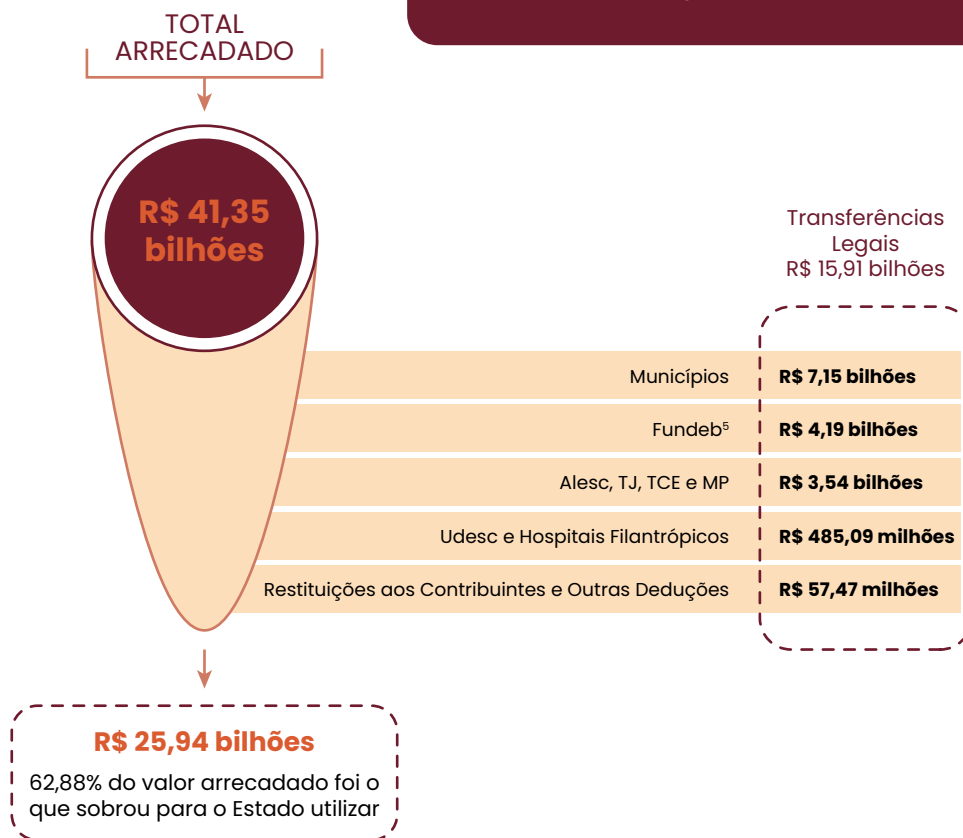 TOTAL
ARRECADADO
R$ 41,35
bilhões
Transferências
Legais
R$ 15,91 bilhões
Municípios R$ 7,15 bilhões
Fundeb⁵ R$ 4,19 bilhões
Alesc, TJ, TCE e MP R$ 3,54 bilhões
Udesc e Hospitais Filantrópicos R$ 485,09 milhões
Restituições aos Contribuintes e Outras Deduções R$ 57,47 milhões
R$ 25,94 bilhões
62,88% do valor arrecadado foi o
que sobrou para o Estado utilizar